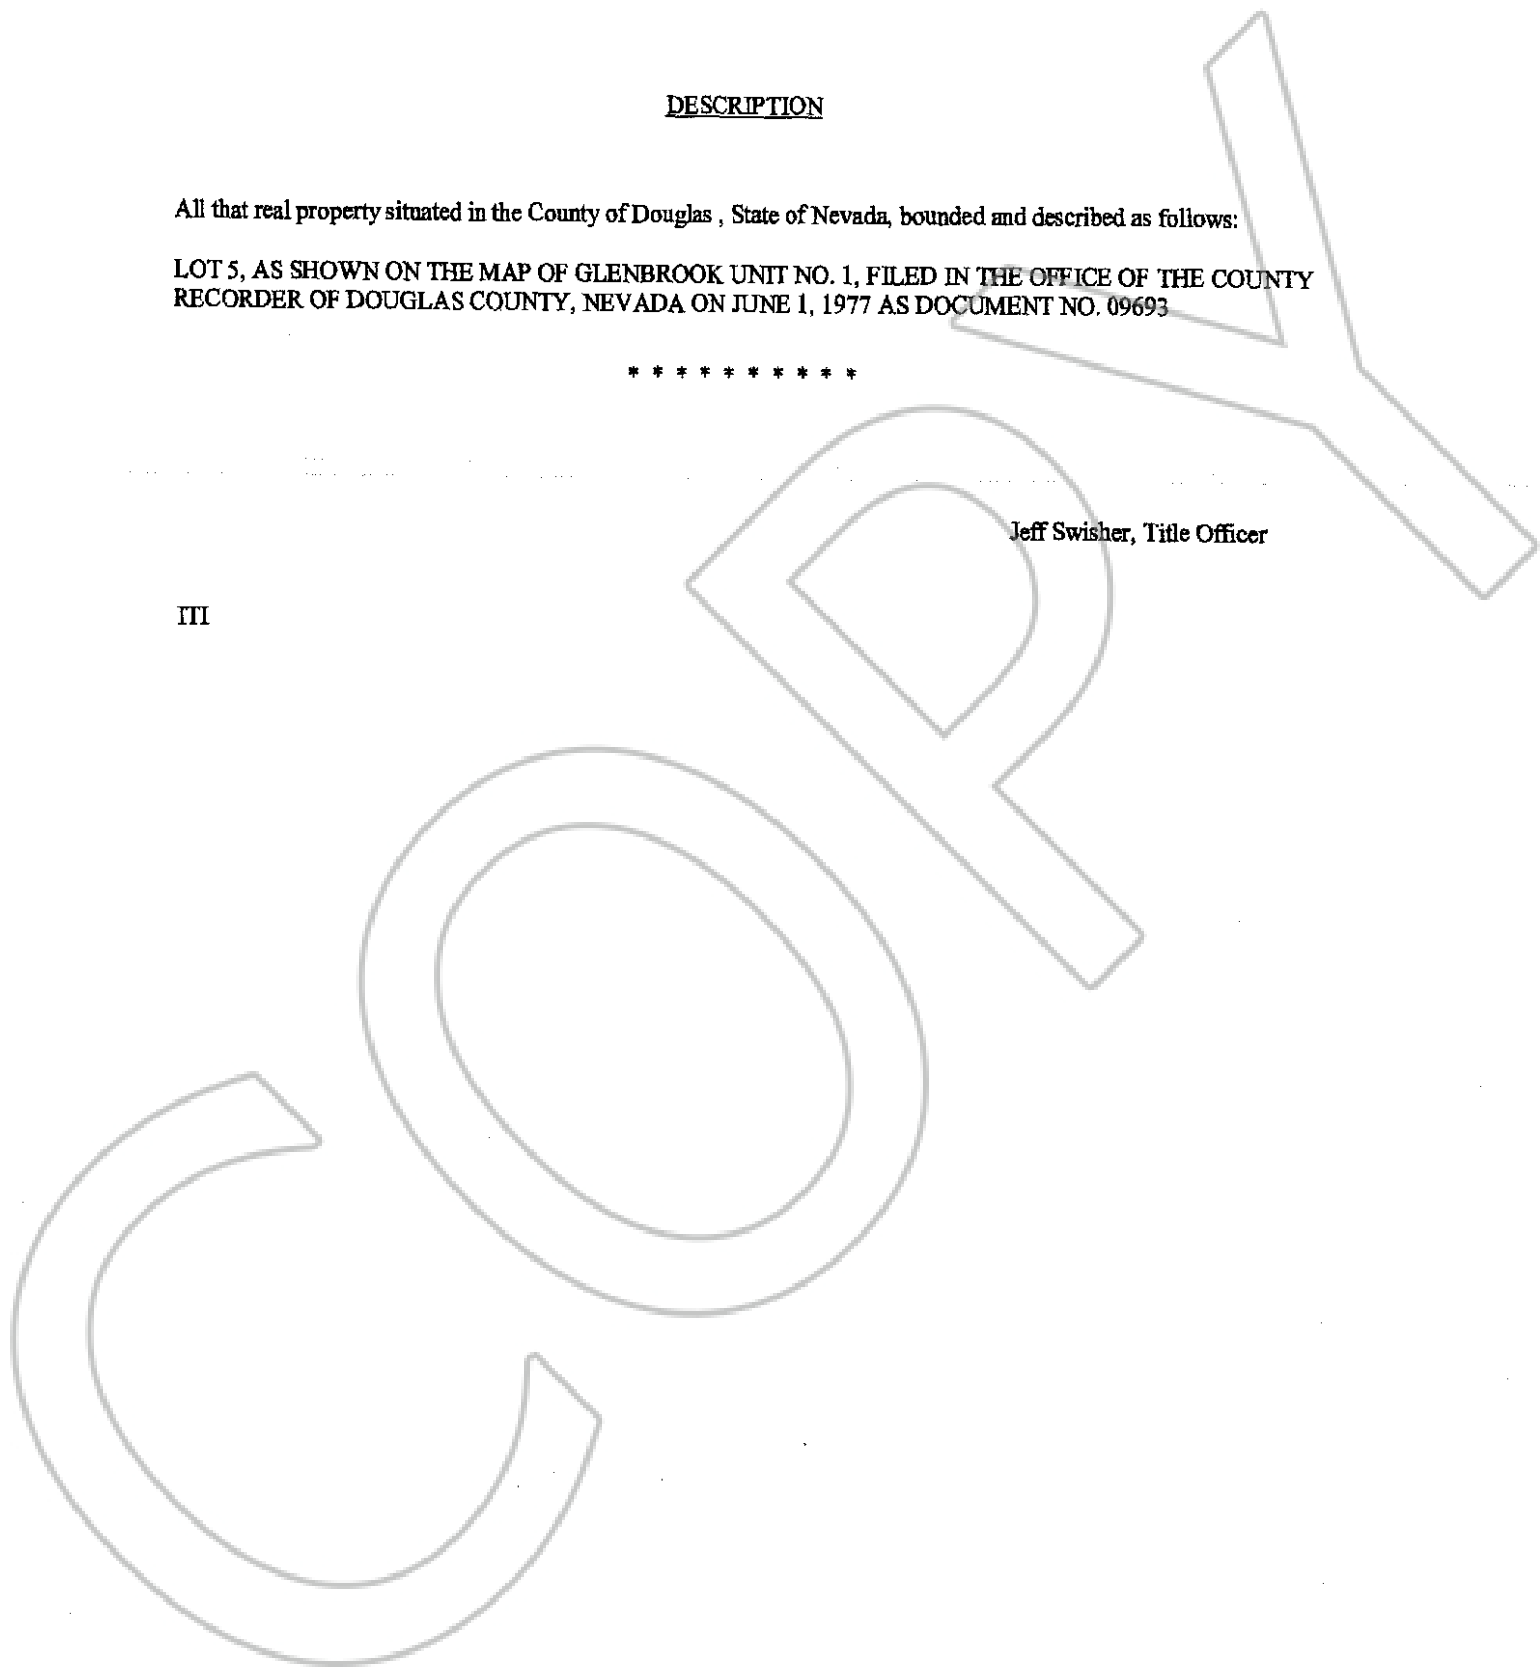 DESCRIPTION
All that real property situated in the County of Douglas , State of Nevada, bounded and described as follows:
LOT 5, AS SHOWN ON THE MAP OF GLENBROOK UNIT NO. 1, FILED IN THE OFFICE OF THE COUNTY
RECORDER OF DOUGLAS COUNTY, NEVADA ON JUNE 1, 1977 AS DOCUMENT NO. 09693
* * * * * * * * * *
Jeff Swisher, Title Officer
ITI
COPY